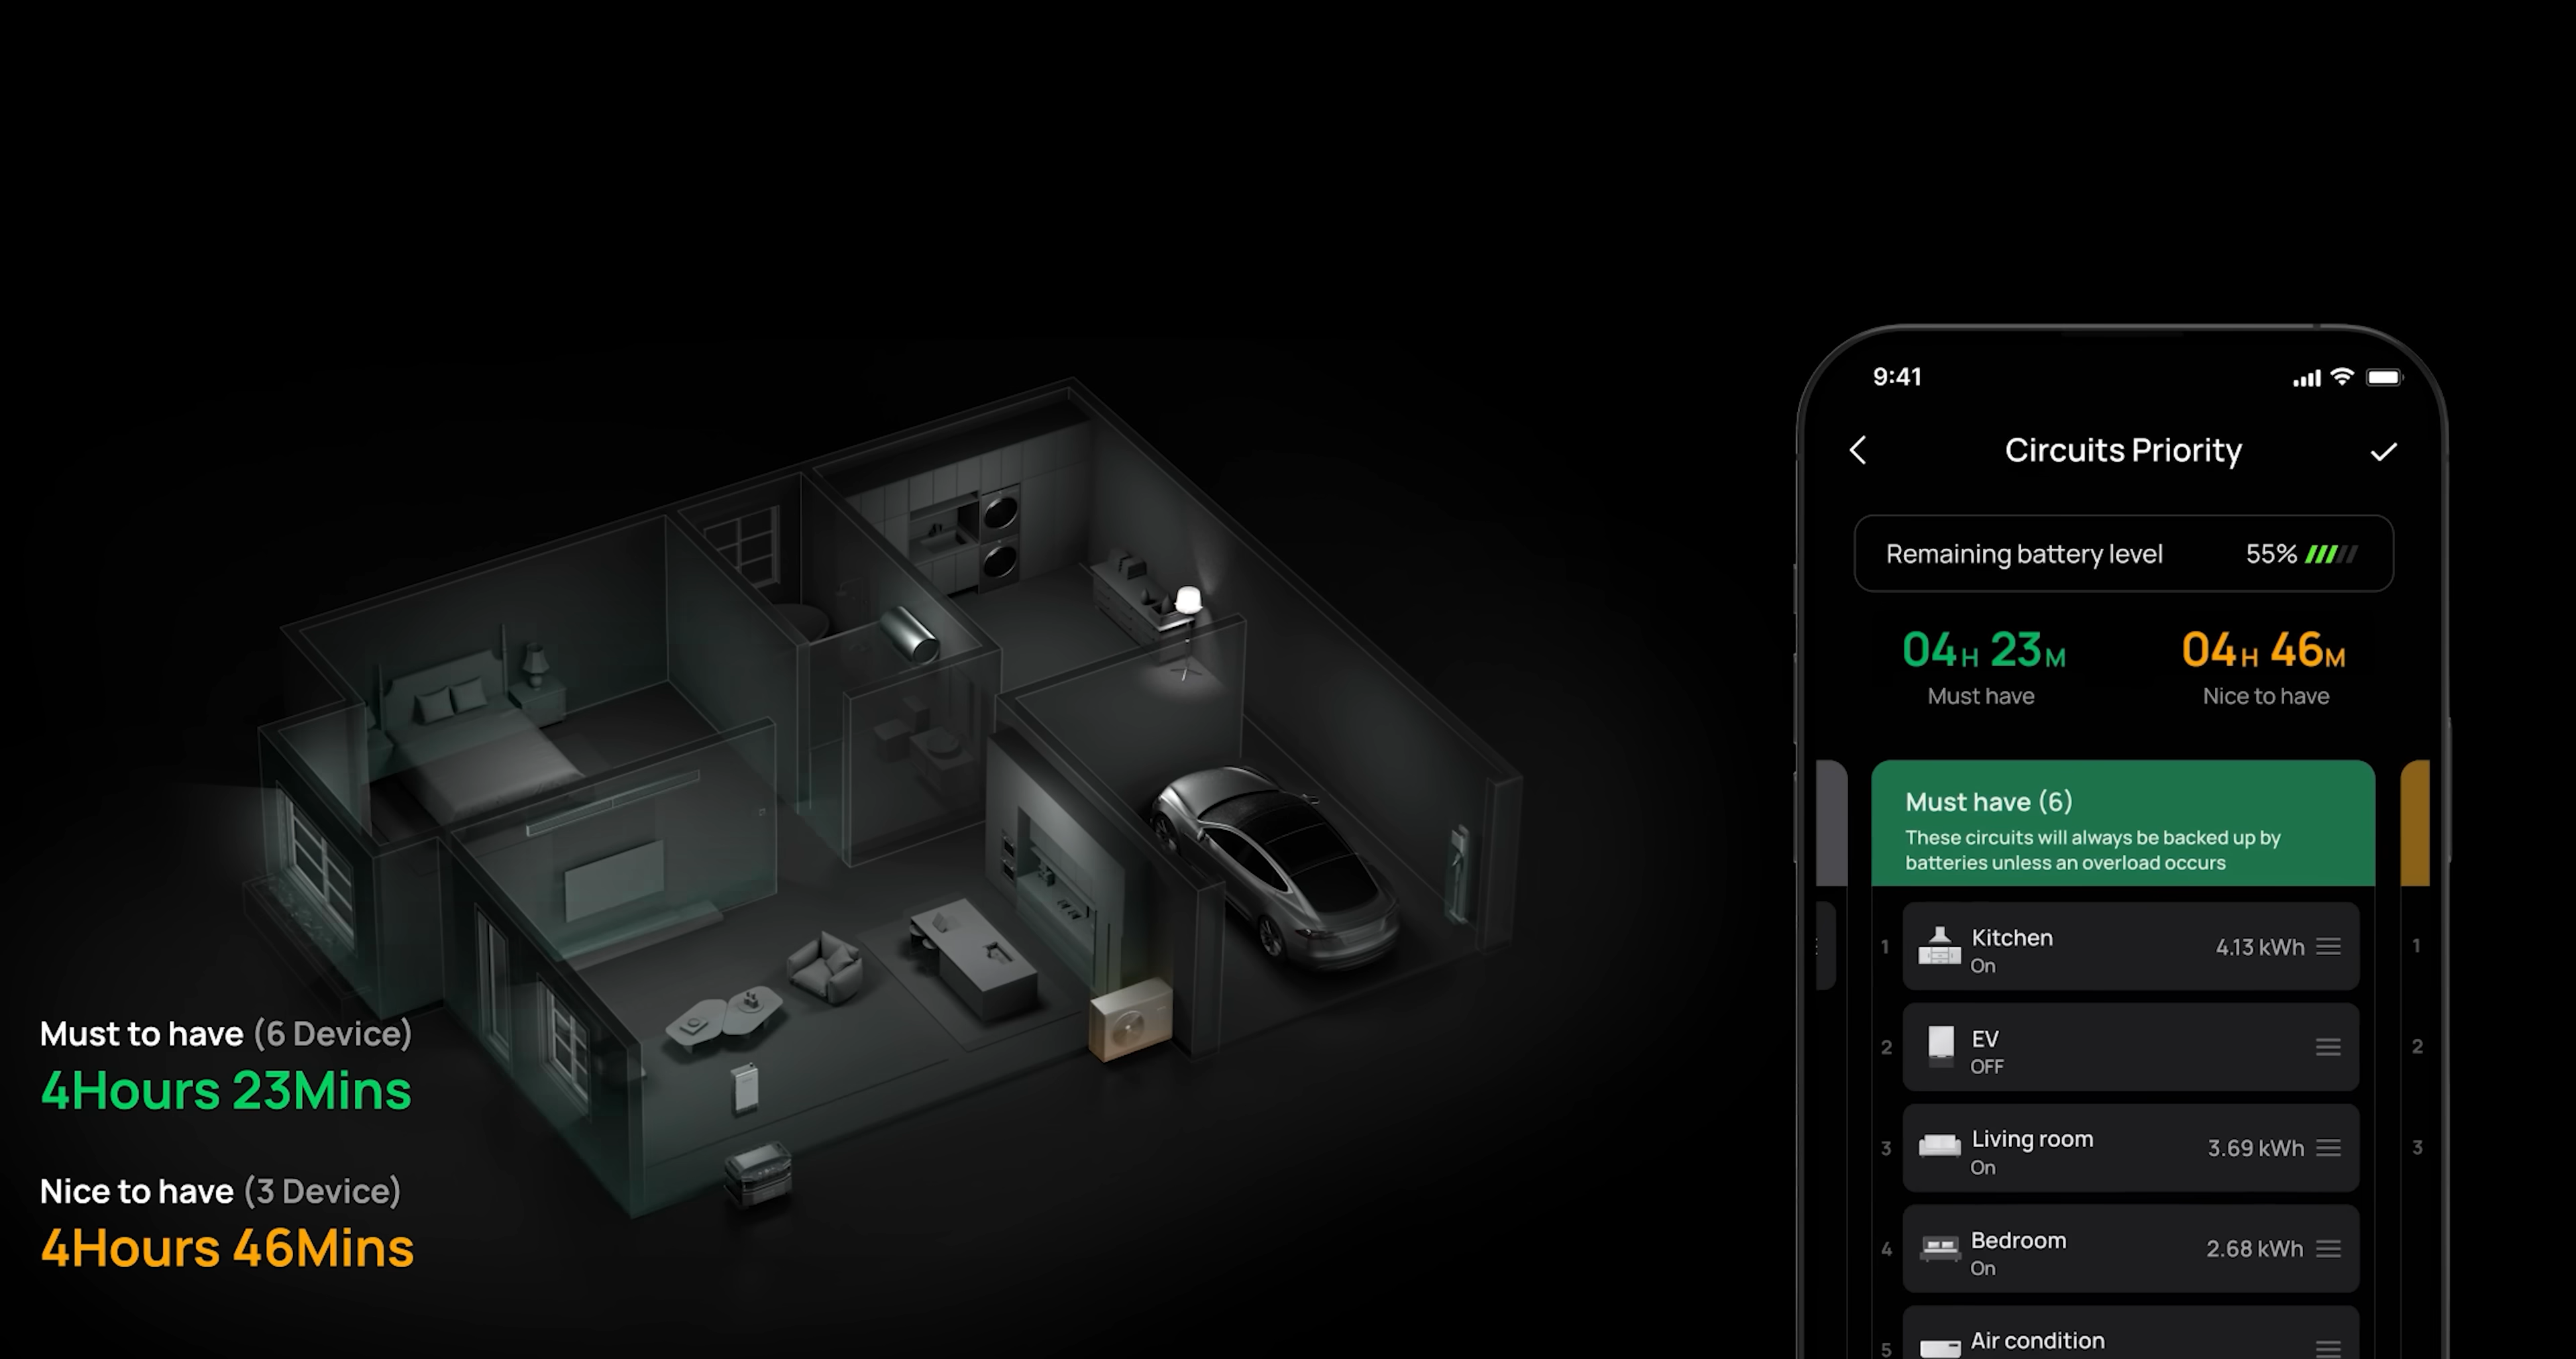 Must to have (6 Device)
4Hours 23Mins
Nice to have (3 Device)
4Hours 46Mins
9:41
Circuits Priority
Remaining battery level 55%
04H 23M 04H 46M
Must have Nice to have
Must have (6)
These circuits will always be backed up by
batteries unless an overload occurs
1 Kitchen 4.13 kWh 1
On
2 EV 2
OFF
3 Living room 3.69 kWh 3
On
4 Bedroom 2.68 kWh
On
5 Air condition